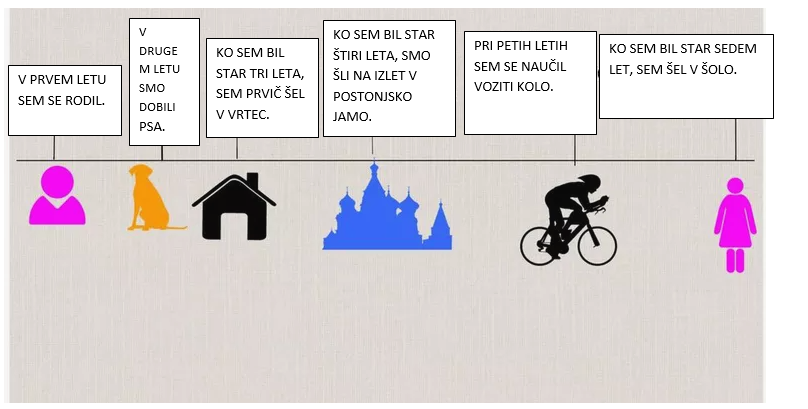 V PRVEM LETU
SEM SE RODIL.
V
DRUGE
M LETU
SMO
DOBILI
PSA.
KO SEM BIL
STAR TRI LETA,
SEM PRVIČ ŠEL
V VRTEC.
KO SEM BIL STAR
ŠTIRI LETA, SMO
ŠLI NA IZLET V
POSTONJSKO
JAMO.
PRI PETIH LETIH
SEM SE NAUČIL
VOZITI KOLO.
KO SEM BIL STAR SEDEM
LET, SEM ŠEL V ŠOLO.